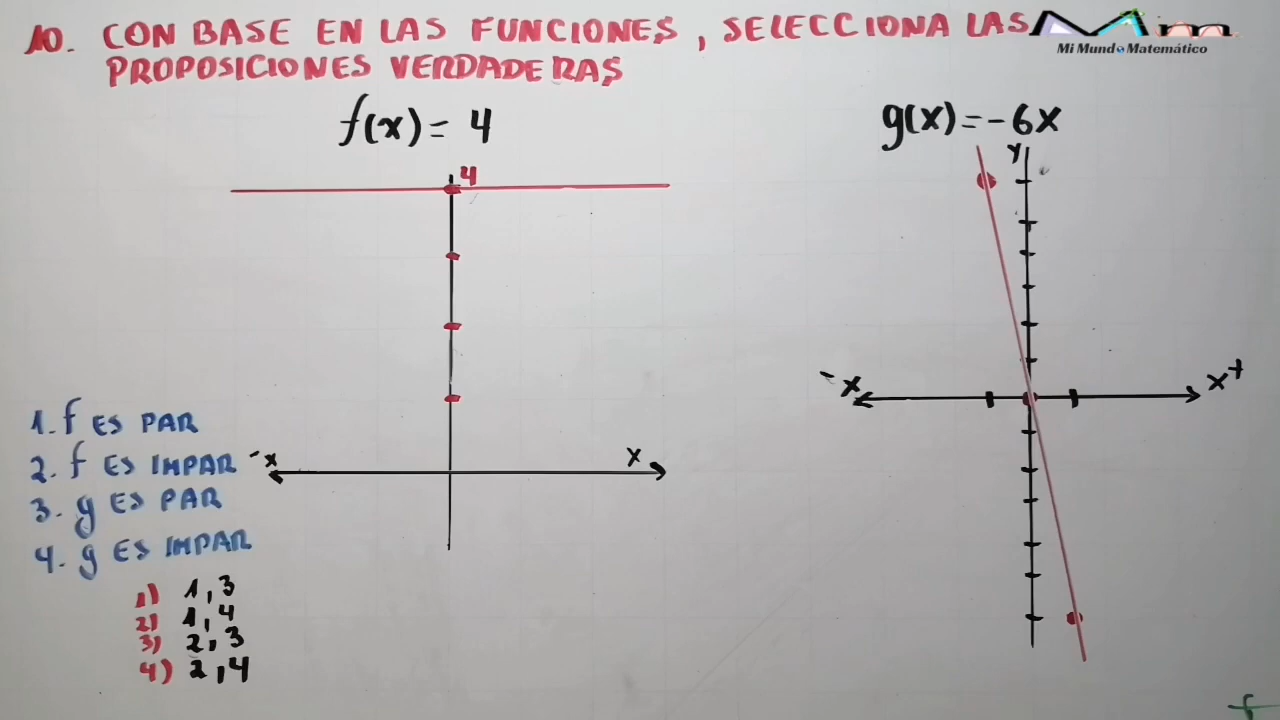 10. CON BASE EN LAS FUNCIONES, SELECCIONA LAS
PROPOSICIONES VERDADERAS
Mm
Mi Mundo Matemático
f(x) = 4
g(x) = -6x
4
Y
-x
x
-x
x+
1. f ES PAR
2. f ES IMPAR
3. g ES PAR
4. g ES IMPAR
1) 1,3
2) 1,4
3) 2,3
4) 2,4